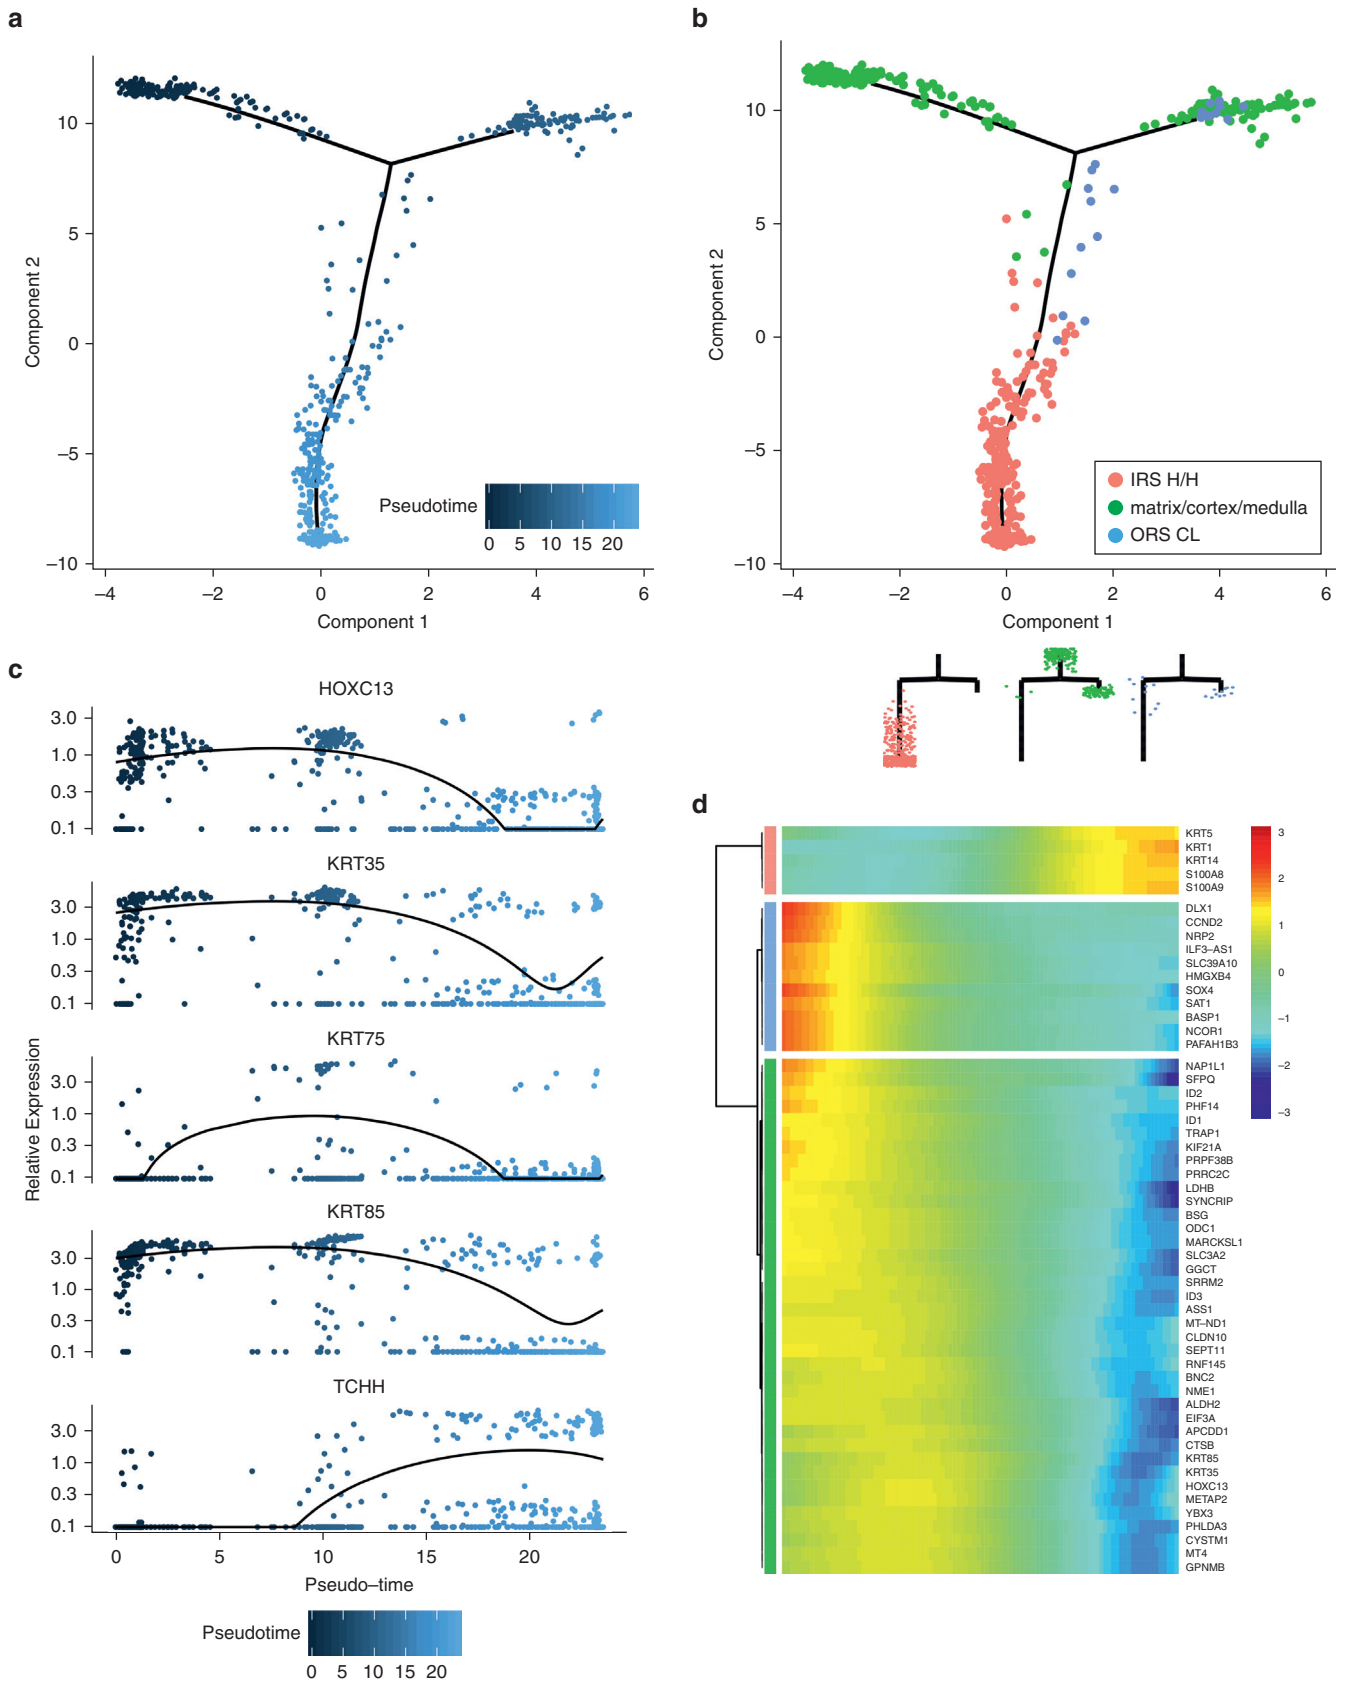 a
10
5
0
−5
−10
Component 2
−4 −2 0 2 4 6
Component 1
Pseudotime
0 5 10 15 20
b
10
5
0
−5
−10
Component 2
−4 −2 0 2 4 6
Component 1
IRS H/H
matrix/cortex/medulla
ORS CL
c
HOXC13
3.0
1.0
0.3
0.1
KRT35
3.0
1.0
0.3
0.1
KRT75
3.0
1.0
0.3
0.1
KRT85
3.0
1.0
0.3
0.1
TCHH
3.0
1.0
0.3
0.1
Relative Expression
0 5 10 15 20
Pseudo–time
Pseudotime
0 5 10 15 20
d
KRT5
KRT1
KRT14
S100A8
S100A9
DLX1
CCND2
NRP2
ILF3–AS1
SLC39A10
HMGXB4
SOX4
SAT1
BASP1
NCOR1
PAFAH1B3
NAP1L1
SFPQ
ID2
PHF14
ID1
TRAP1
KIF21A
PRPF38B
PRRC2C
LDHB
SYNCRIP
BSG
ODC1
MARCKSL1
SLC3A2
GGCT
SRRM2
ID3
ASS1
MT–ND1
CLDN10
SEPT11
RNF145
BNC2
NME1
ALDH2
EIF3A
APCDD1
CTSB
KRT85
KRT35
HOXC13
METAP2
YBX3
PHLDA3
CYSTM1
MT4
GPNMB
3
2
1
0
−1
−2
−3